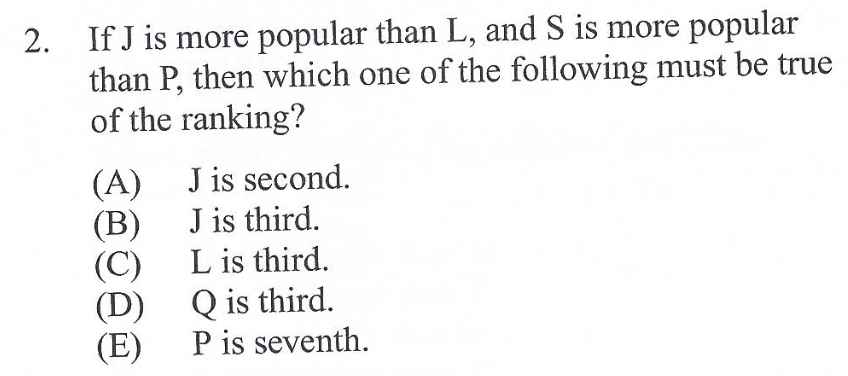 2. If J is more popular than L, and S is more popular
than P, then which one of the following must be true
of the ranking?
(A) J is second.
(B) J is third.
(C) L is third.
(D) Q is third.
(E) P is seventh.